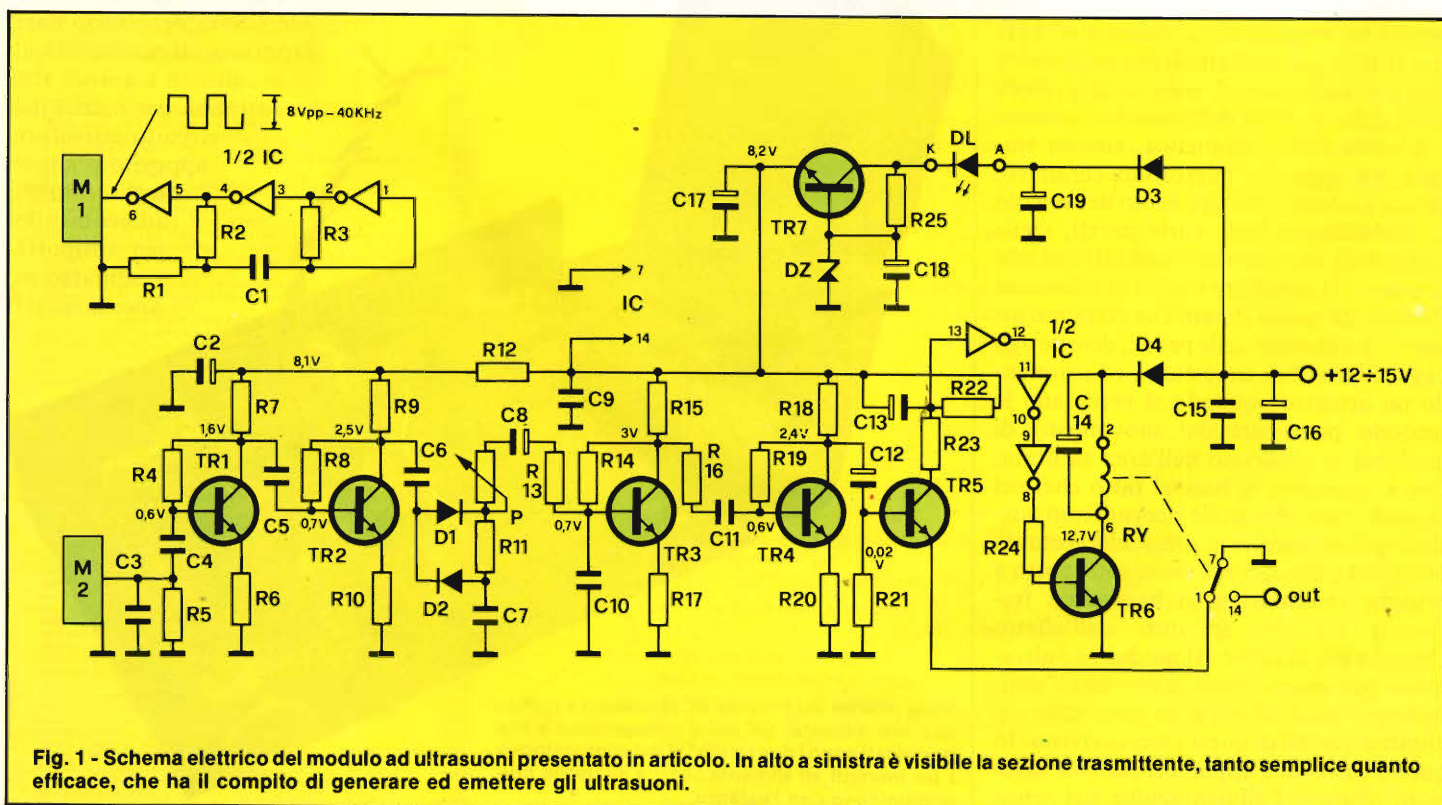 8Vpp-40KHz
1/2 IC
M
1
6
5
4
3
2
1
R2
R3
R1
C1
8,2V
K
DL
A
C17
TR7
R25
C19
D3
DZ
C18
7
IC
14
C2
8,1V
R12
13
12
1/2
IC
D4
+12÷15V
R7
R9
C9
R15
R18
C13
R22
11
10
C
14
2
C15
C16
1,6V
2,5V
C6
C8
3V
2,4V
R23
9
R4
TR1
R8
R
13
R14
R
16
R19
C12
TR5
8
0,6V
C5
0,7V
TR2
D1
P
0,7V
TR3
C11
0,6V
TR4
R24
6
12,7V
RY
M
2
C3
C4
R11
0,02
V
TR6
7
1
14
out
R5
R6
R10
D2
C7
C10
R17
R20
R21
Fig. 1 - Schema elettrico del modulo ad ultrasuoni presentato in articolo. In alto a sinistra è visibile la sezione trasmittente, tanto semplice quanto
efficace, che ha il compito di generare ed emettere gli ultrasuoni.